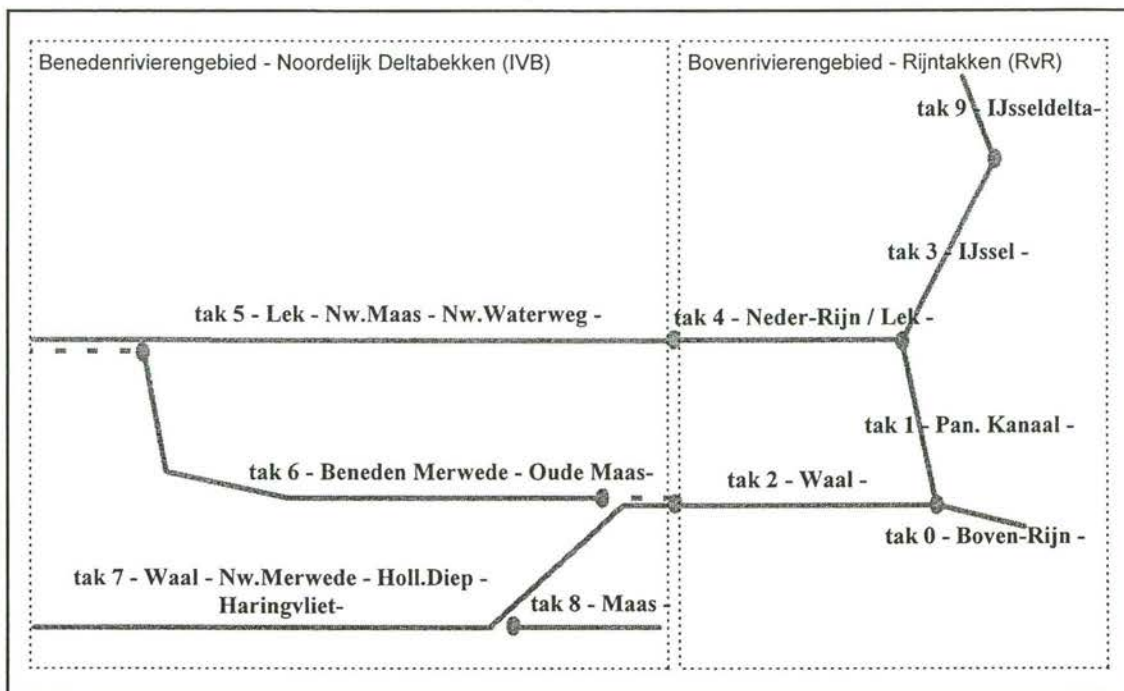 Benedenrivierengebied - Noordelijk Deltabekken (IVB)
Bovenrivierengebied - Rijntakken (RvR)
tak 9 - IJsseldelta-
tak 3 - IJssel -
tak 5 - Lek - Nw.Maas - Nw.Waterweg -
tak 4 - Neder-Rijn / Lek -
tak 1 - Pan. Kanaal -
tak 6 - Beneden Merwede - Oude Maas-
tak 2 - Waal -
tak 0 - Boven-Rijn -
tak 7 - Waal - Nw.Merwede - Holl.Diep -
Haringvliet-
tak 8 - Maas -